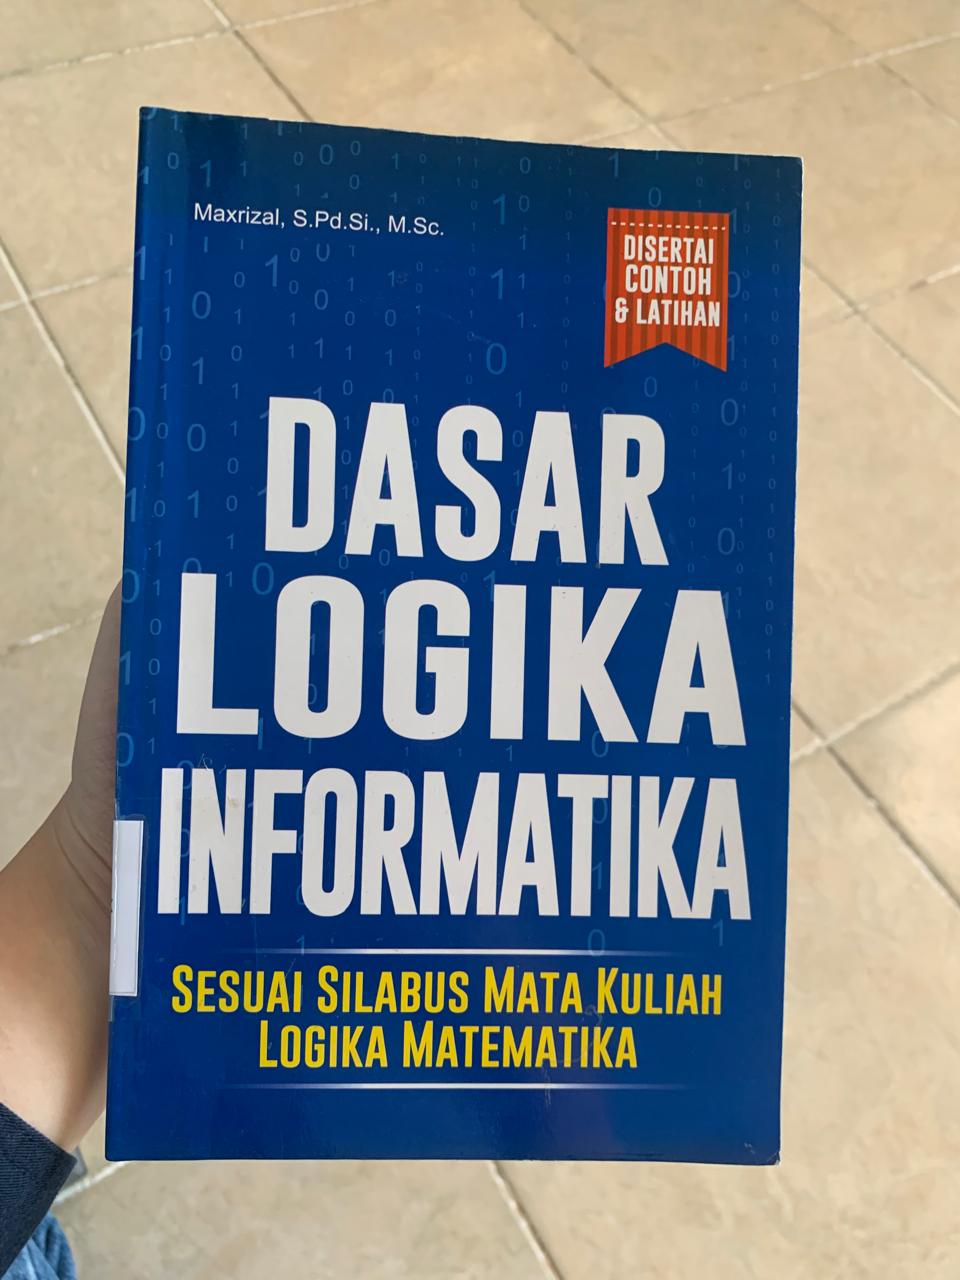 Maxrizal, S.Pd.Si., M.Sc.
DISERTAI
CONTOH
& LATIHAN
DASAR
LOGIKA
INFORMATIKA
SESUAI SILABUS MATA KULIAH
LOGIKA MATEMATIKA